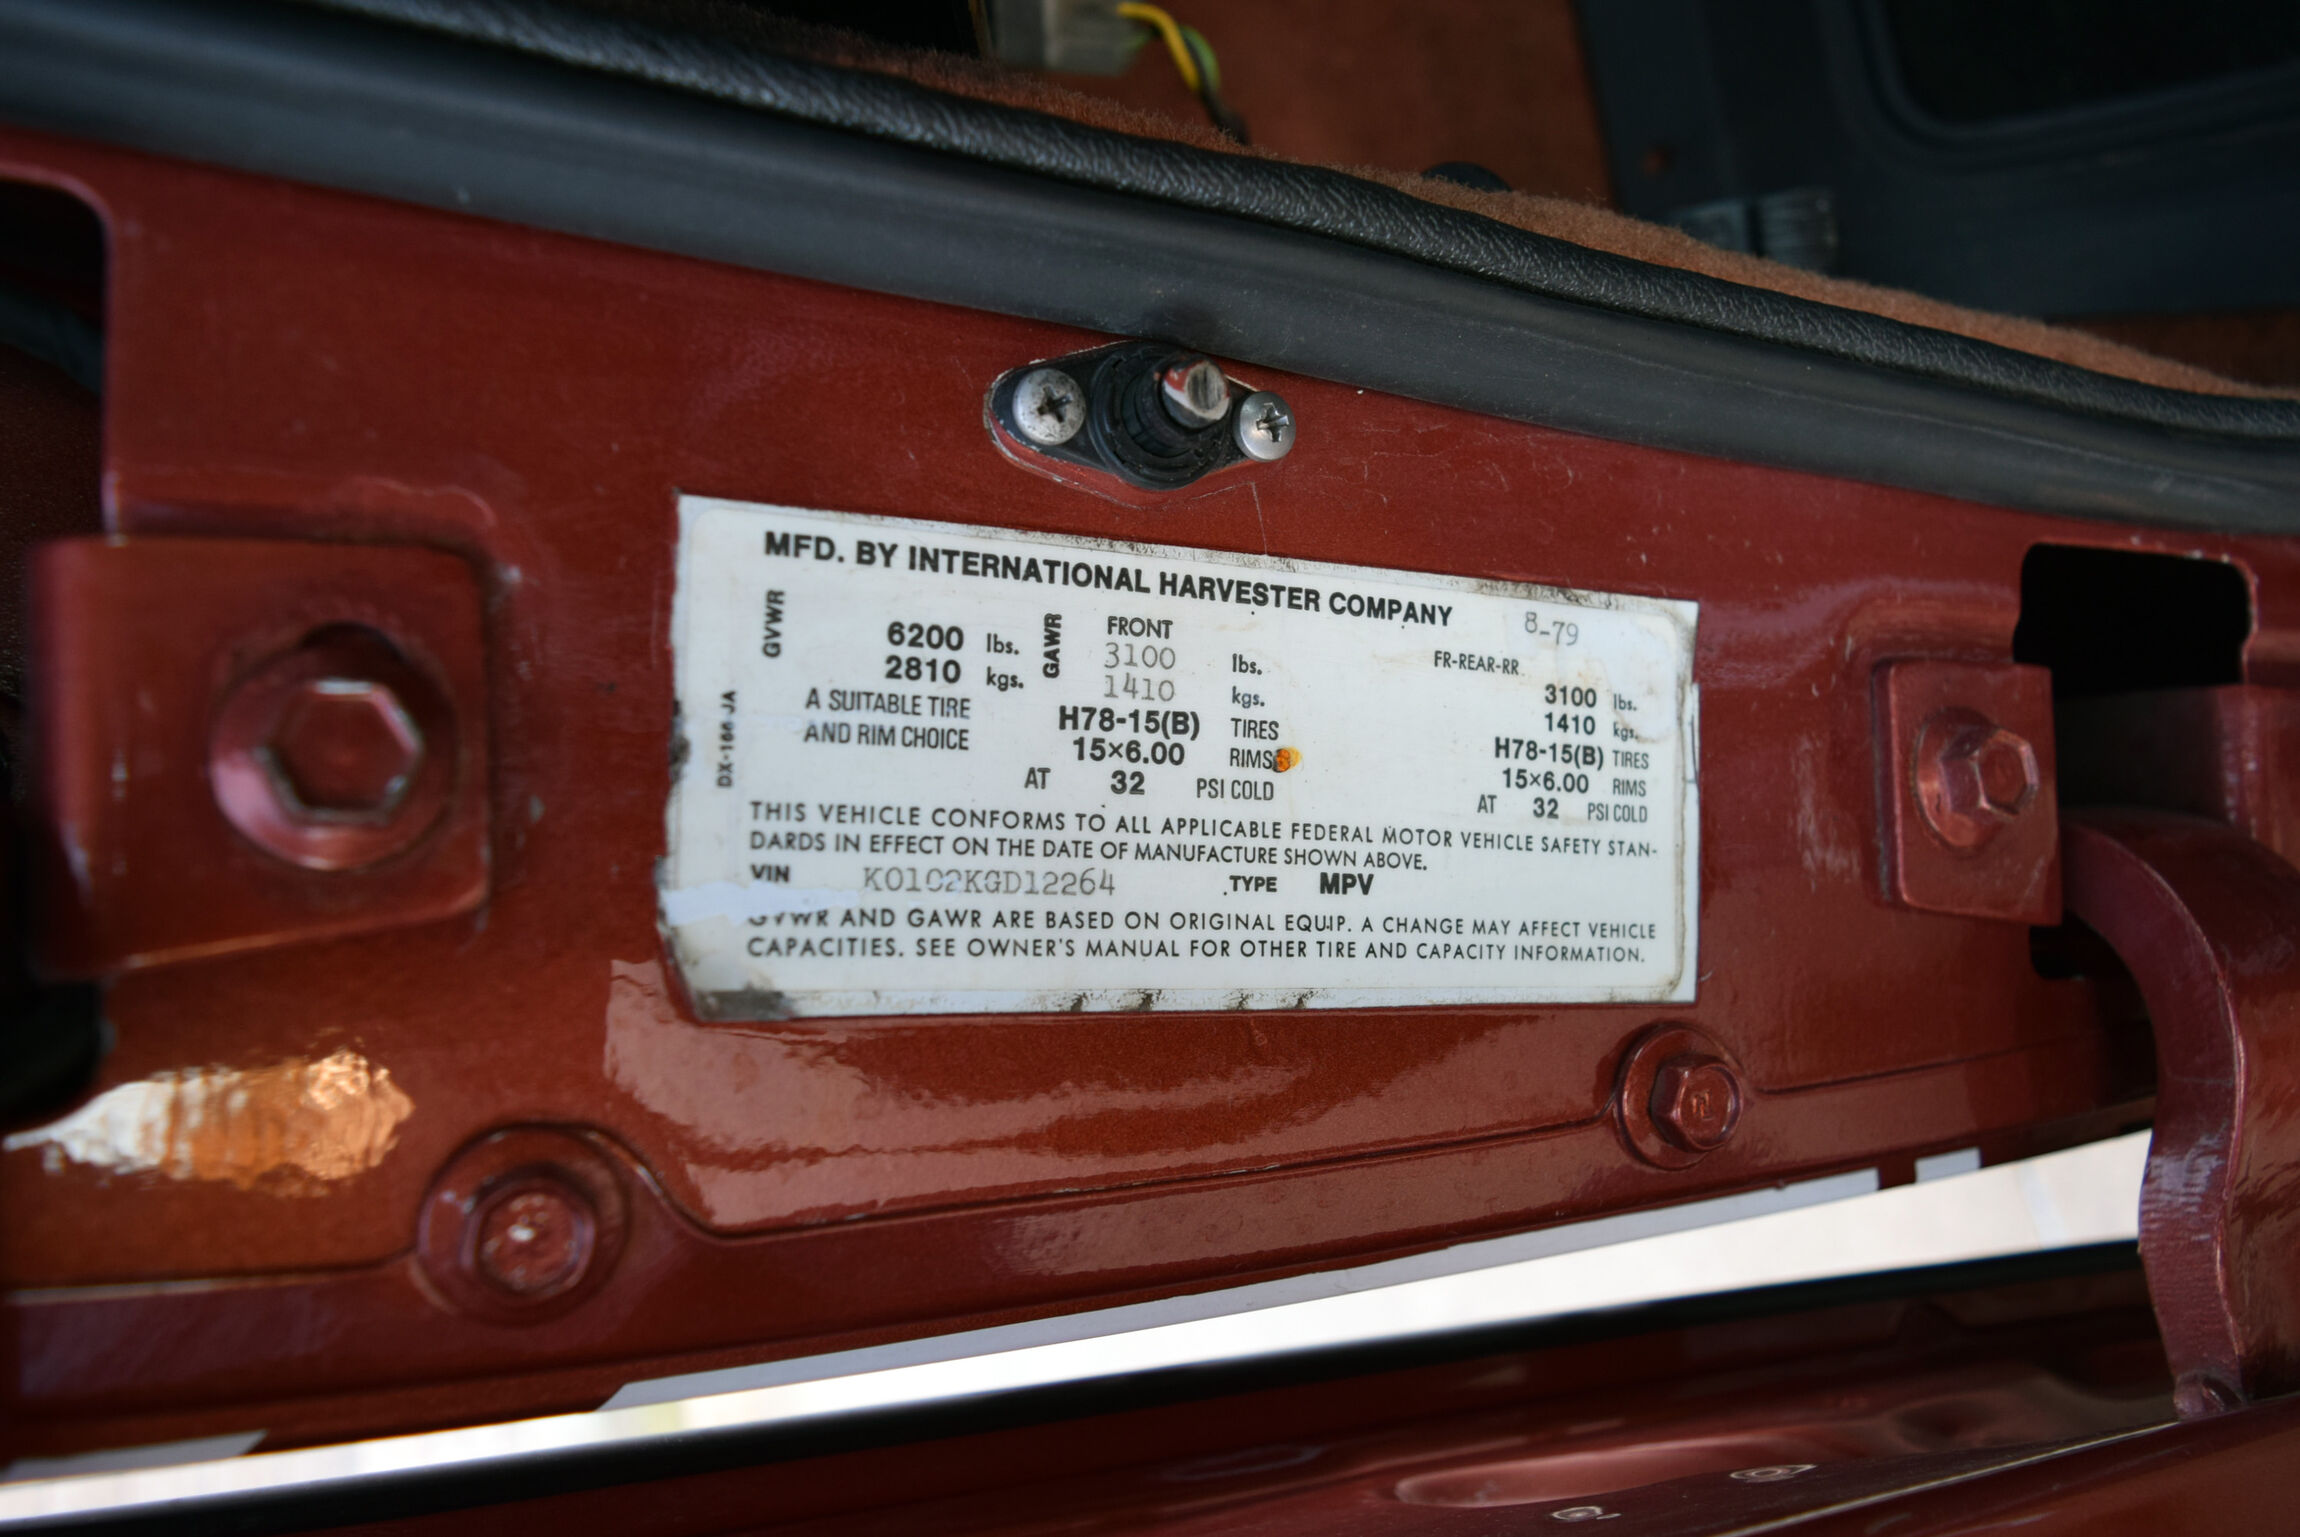 MFD. BY INTERNATIONAL HARVESTER COMPANY 8-79
GVWR 6200 lbs. GAWR FRONT 3100 lbs. FR-REAR-RR 3100 lbs.
2810 kgs. 1410 kgs. 1410 kgs.
A SUITABLE TIRE H78-15(B) TIRES H78-15(B) TIRES
AND RIM CHOICE 15×6.00 RIMS 15×6.00 RIMS
AT 32 PSI COLD AT 32 PSI COLD
DX-166 JA
THIS VEHICLE CONFORMS TO ALL APPLICABLE FEDERAL MOTOR VEHICLE SAFETY STAN-
DARDS IN EFFECT ON THE DATE OF MANUFACTURE SHOWN ABOVE.
VIN K0102KGD12264 .TYPE MPV
GVWR AND GAWR ARE BASED ON ORIGINAL EQUIP. A CHANGE MAY AFFECT VEHICLE
CAPACITIES. SEE OWNER'S MANUAL FOR OTHER TIRE AND CAPACITY INFORMATION.